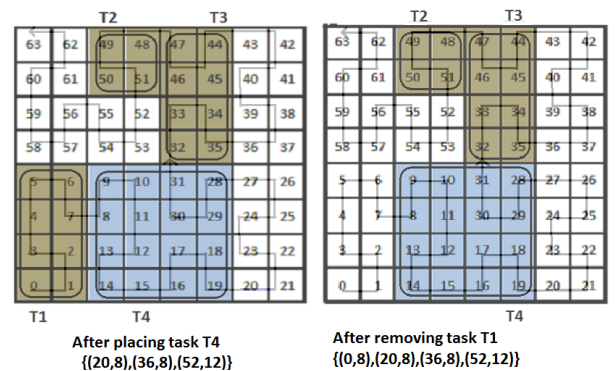 T2 T3
63 62 49 48 47 44 43 42
60 61 50 51 46 45 40 41
59 56 55 52 33 34 39 38
58 57 54 53 32 35 36 37
5 6 9 10 31 28 27 26
4 7 8 11 30 29 24 25
3 2 13 12 17 18 23 22
0 1 14 15 16 19 20 21
T1 T4
After placing task T4
{(20,8),(36,8),(52,12)}
T2 T3
63 62 49 48 47 44 43 42
60 61 50 51 46 45 40 41
59 56 55 52 33 34 39 38
58 57 54 53 32 35 36 37
5 6 9 10 31 28 27 26
4 7 8 11 30 29 24 25
3 2 13 12 17 18 23 22
0 1 14 15 16 19 20 21
T4
After removing task T1
{(0,8),(20,8),(36,8),(52,12)}